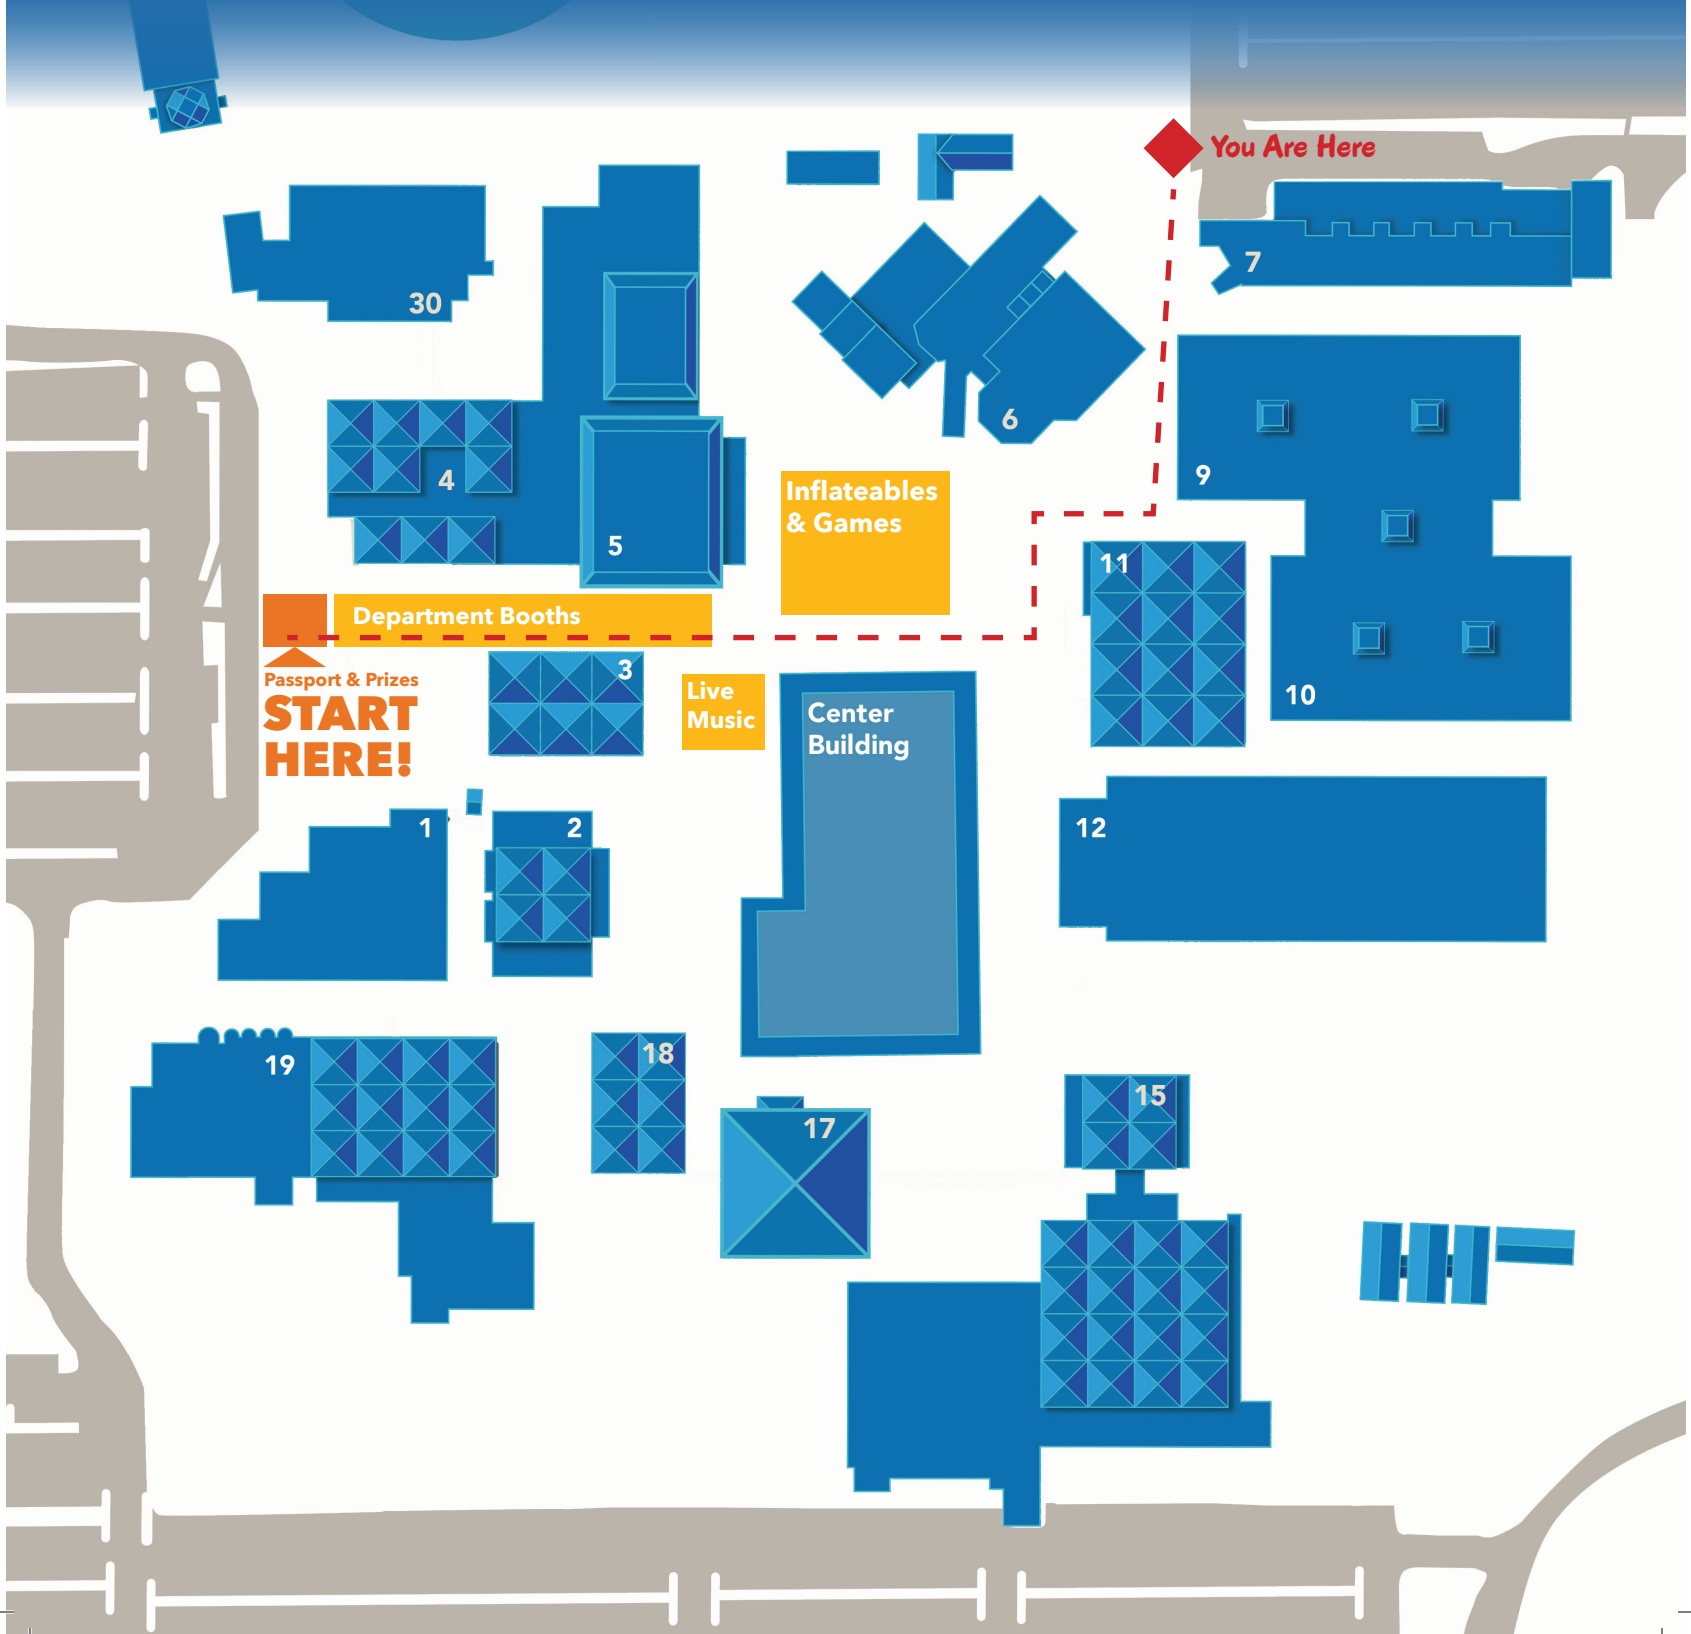 You Are Here
7
30
6
9
4
Inflateables
& Games
5
11
Department Booths
3
Passport & Prizes
START
HERE!
Live
Music
10
Center
Building
1
2
12
18
19
15
17